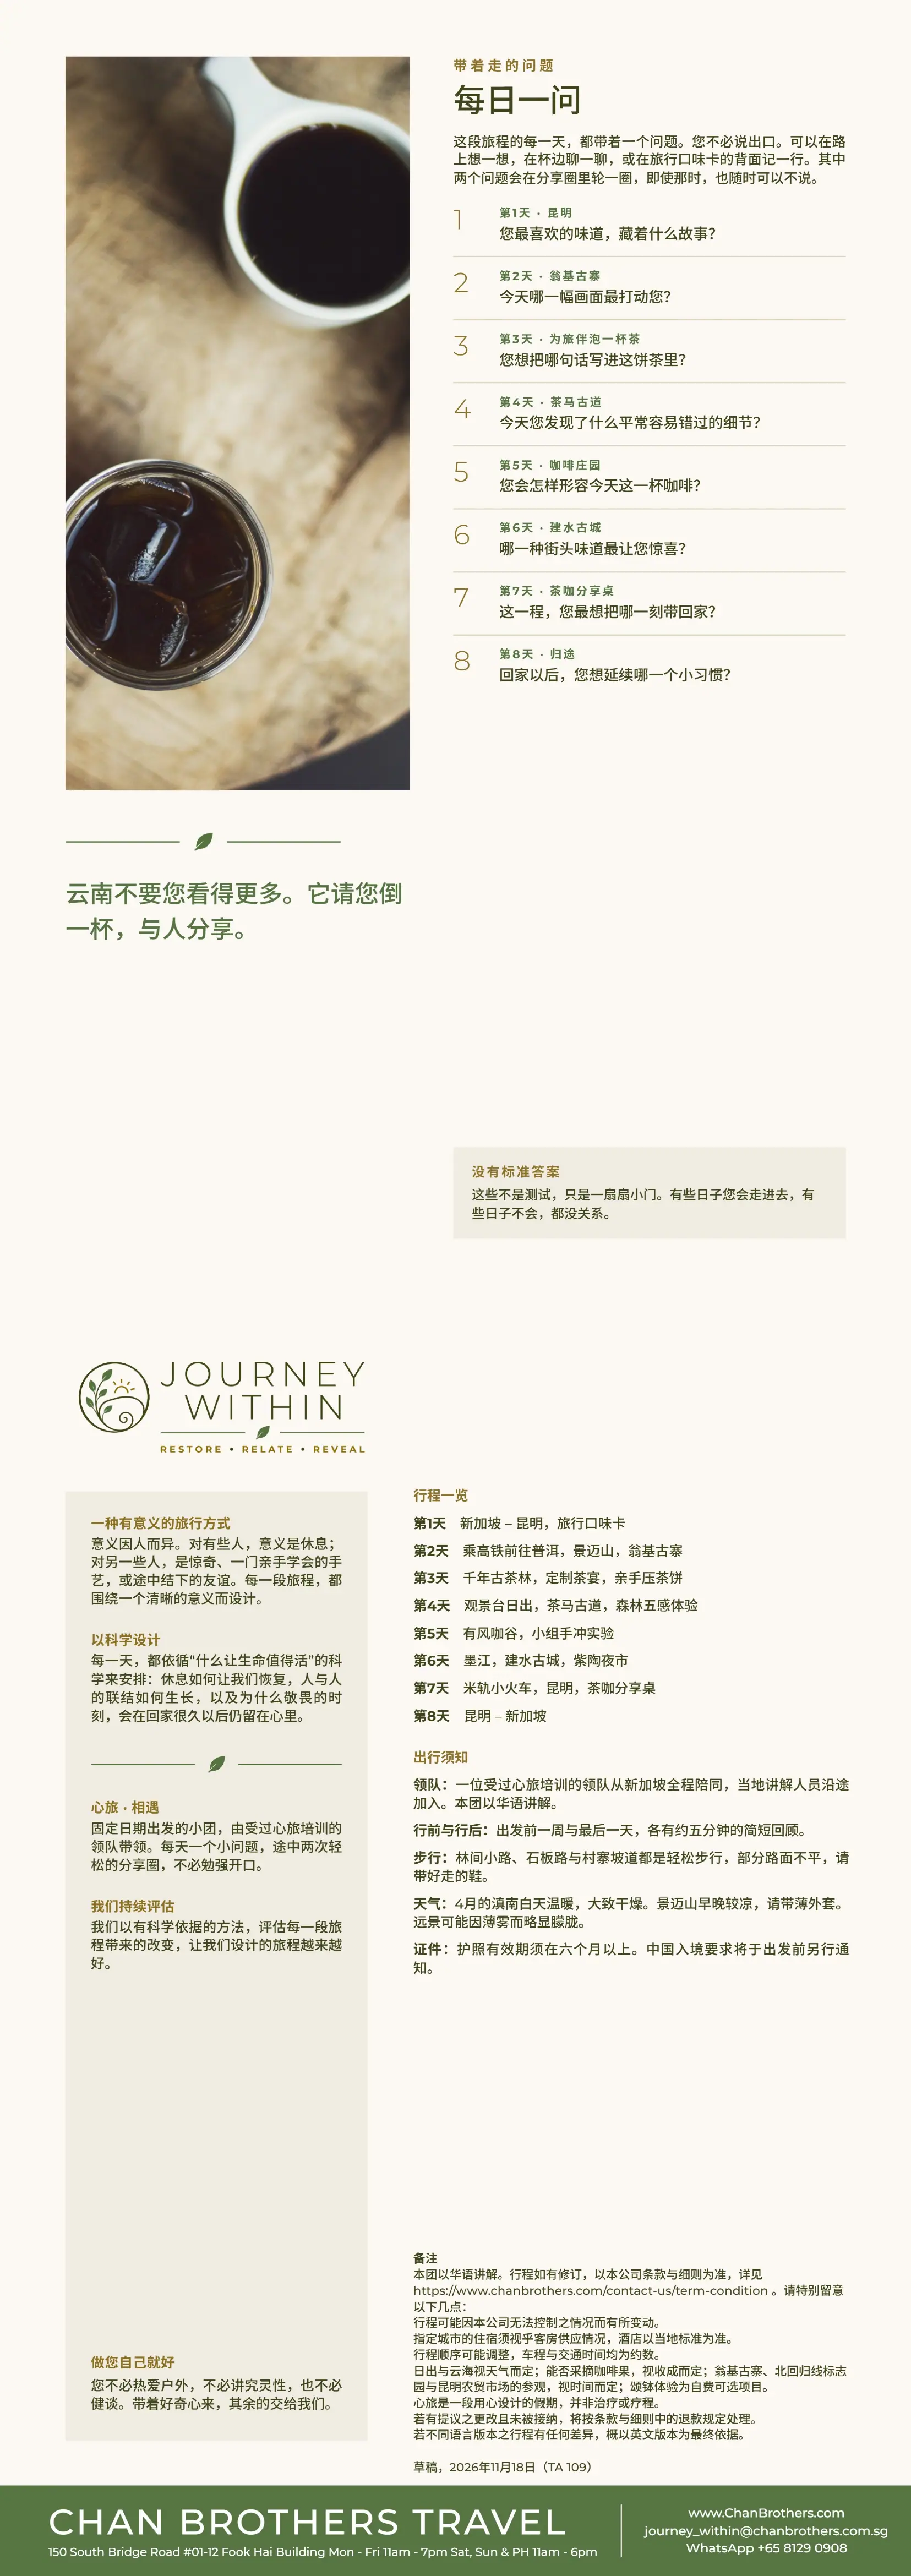 带着走的问题
每日一问
这段旅程的每一天，都带着一个问题。您不必说出口。可以在路
上想一想，在杯边聊一聊，或在旅行口味卡的背面记一行。其中
两个问题会在分享圈里轮一圈，即使那时，也随时可以不说。
1
第1天 · 昆明
您最喜欢的味道，藏着什么故事？
2
第2天 · 翁基古寨
今天哪一幅画面最打动您？
3
第3天 · 为旅伴泡一杯茶
您想把哪句话写进这饼茶里？
4
第4天 · 茶马古道
今天您发现了什么平常容易错过的细节？
5
第5天 · 咖啡庄园
您会怎样形容今天这一杯咖啡？
6
第6天 · 建水古城
哪一种街头味道最让您惊喜？
7
第7天 · 茶咖分享桌
这一程，您最想把哪一刻带回家？
8
第8天 · 归途
回家以后，您想延续哪一个小习惯？
云南不要您看得更多。它请您倒
一杯，与人分享。
没有标准答案
这些不是测试，只是一扇扇小门。有些日子您会走进去，有
些日子不会，都没关系。
JOURNEY
WITHIN
RESTORE • RELATE • REVEAL
一种有意义的旅行方式
意义因人而异。对有些人，意义是休息；
对另一些人，是惊奇、一门亲手学会的手
艺，或途中结下的友谊。每一段旅程，都
围绕一个清晰的意义而设计。
以科学设计
每一天，都依循“什么让生命值得活”的科
学来安排：休息如何让我们恢复，人与人
的联结如何生长，以及为什么敬畏的时
刻，会在回家很久以后仍留在心里。
心旅 · 相遇
固定日期出发的小团，由受过心旅培训的
领队带领。每天一个小问题，途中两次轻
松的分享圈，不必勉强开口。
我们持续评估
我们以有科学依据的方法，评估每一段旅
程带来的改变，让我们设计的旅程越来越
好。
做您自己就好
您不必热爱户外，不必讲究灵性，也不必
健谈。带着好奇心来，其余的交给我们。
行程一览
第1天 新加坡 – 昆明，旅行口味卡
第2天 乘高铁前往普洱，景迈山，翁基古寨
第3天 千年古茶林，定制茶宴，亲手压茶饼
第4天 观景台日出，茶马古道，森林五感体验
第5天 有风咖谷，小组手冲实验
第6天 墨江，建水古城，紫陶夜市
第7天 米轨小火车，昆明，茶咖分享桌
第8天 昆明 – 新加坡
出行须知
领队：一位受过心旅培训的领队从新加坡全程陪同，当地讲解人员沿途
加入。本团以华语讲解。
行前与行后：出发前一周与最后一天，各有约五分钟的简短回顾。
步行：林间小路、石板路与村寨坡道都是轻松步行，部分路面不平，请
带好走的鞋。
天气：4月的滇南白天温暖，大致干燥。景迈山早晚较凉，请带薄外套。
远景可能因薄雾而略显朦胧。
证件：护照有效期须在六个月以上。中国入境要求将于出发前另行通
知。
备注
本团以华语讲解。行程如有修订，以本公司条款与细则为准，详见
https://www.chanbrothers.com/contact-us/term-condition 。请特别留意
以下几点：
行程可能因本公司无法控制之情况而有所变动。
指定城市的住宿须视乎客房供应情况，酒店以当地标准为准。
行程顺序可能调整，车程与交通时间均为约数。
日出与云海视天气而定；能否采摘咖啡果，视收成而定；翁基古寨、北回归线标志
园与昆明农贸市场的参观，视时间而定；颂钵体验为自费可选项目。
心旅是一段用心设计的假期，并非治疗或疗程。
若有提议之更改且未被接纳，将按条款与细则中的退款规定处理。
若不同语言版本之行程有任何差异，概以英文版本为最终依据。
草稿，2026年11月18日（TA 109）
CHAN BROTHERS TRAVEL
150 South Bridge Road #01-12 Fook Hai Building Mon - Fri 11am - 7pm Sat, Sun & PH 11am - 6pm
www.ChanBrothers.com
journey_within@chanbrothers.com.sg
WhatsApp +65 8129 0908